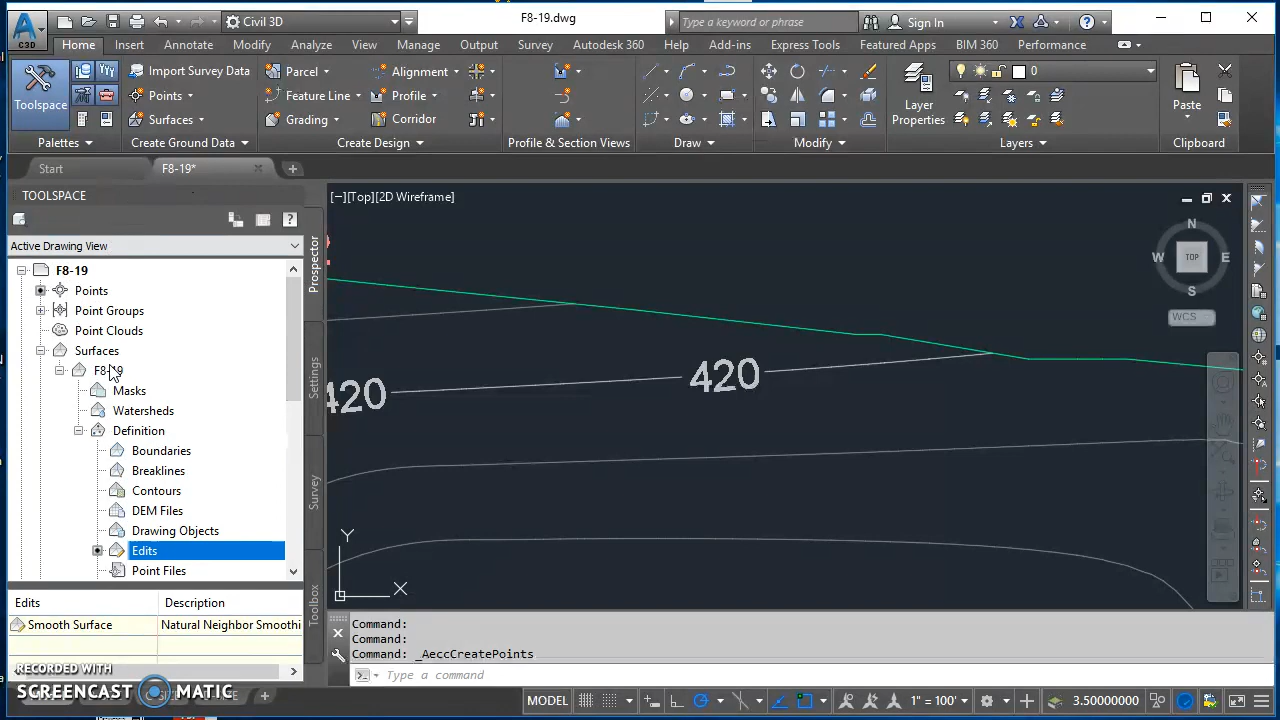 Civil 3D
F8-19.dwg
Type a keyword or phrase
Sign In
C3D
Home Insert Annotate Modify Analyze View Manage Output Survey Autodesk 360 Help Add-ins Express Tools Featured Apps BIM 360 Performance
Toolspace
Import Survey Data
Points
Surfaces
Parcel
Feature Line
Grading
Alignment
Profile
Corridor
0
Layer
Properties
Paste
Palettes Create Ground Data Create Design Profile & Section Views Draw Modify Layers Clipboard
Start
F8-19*
TOOLSPACE
Active Drawing View
F8-19
Points
Point Groups
Point Clouds
Surfaces
F8-19
Masks
Watersheds
Definition
Boundaries
Breaklines
Contours
DEM Files
Drawing Objects
Edits
Point Files
Edits Description
Smooth Surface Natural Neighbor Smoothi
Prospector
Settings
Survey
Toolbox
[−][Top][2D Wireframe]
N
W TOP E
S
WCS
420
420
Y
X
Command:
Command:
Command: _AeccCreatePoints
Type a command
RECORDED WITH
SCREENCAST MATIC
MODEL
1" = 100'
3.50000000